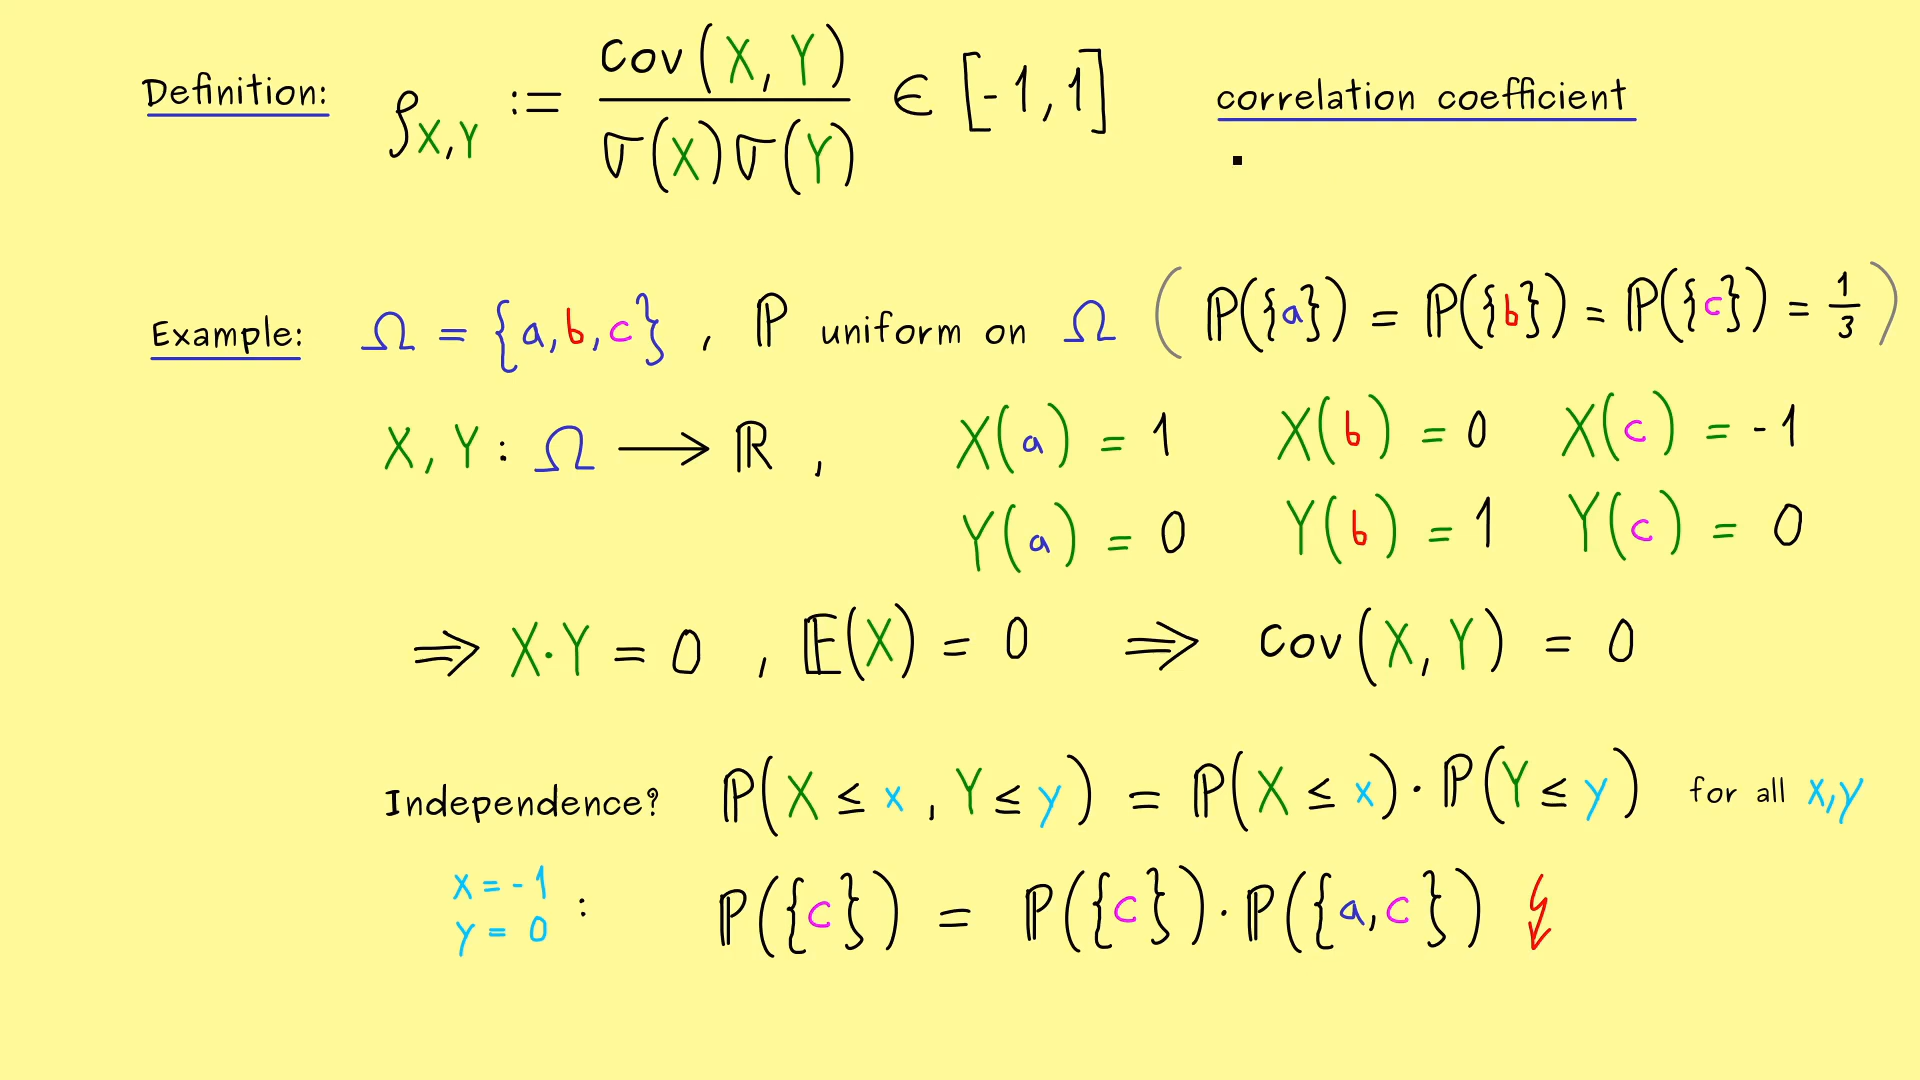 Definition: ρ_{X,Y} := Cov(X, Y) / σ(X) σ(Y) ∈ [-1, 1] correlation coefficient
Example: Ω = {a, b, c} , ℙ uniform on Ω ( ℙ({a}) = ℙ({b}) = ℙ({c}) = 1/3 )
X, Y : Ω ⟶ ℝ , X(a) = 1 X(b) = 0 X(c) = -1
Y(a) = 0 Y(b) = 1 Y(c) = 0
⇒ X·Y = 0 , 𝔼(X) = 0 ⇒ Cov(X, Y) = 0
Independence? ℙ(X ≤ x , Y ≤ y) = ℙ(X ≤ x) · ℙ(Y ≤ y) for all x, y
x = -1
y = 0 : ℙ({c}) = ℙ({c}) · ℙ({a, c}) ↯